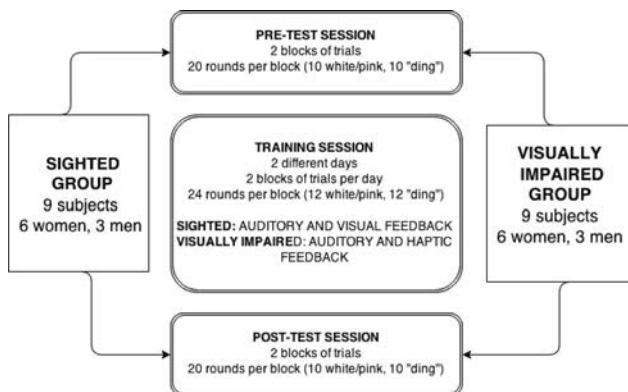 PRE-TEST SESSION
2 blocks of trials
20 rounds per block (10 white/pink, 10 "ding")
SIGHTED
GROUP
9 subjects
6 women, 3 men
TRAINING SESSION
2 different days
2 blocks of trials per day
24 rounds per block (12 white/pink, 12 "ding")
SIGHTED: AUDITORY AND VISUAL FEEDBACK
VISUALLY IMPAIRED: AUDITORY AND HAPTIC
FEEDBACK
VISUALLY
IMPAIRED
GROUP
9 subjects
6 women, 3 men
POST-TEST SESSION
2 blocks of trials
20 rounds per block (10 white/pink, 10 "ding")